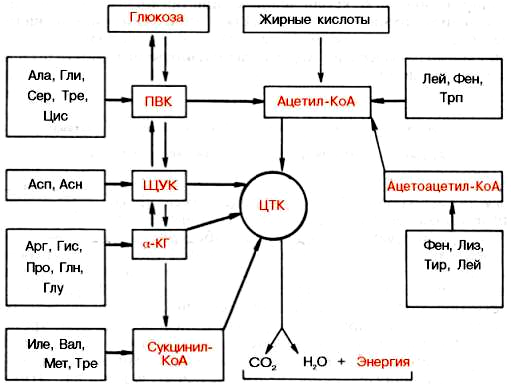 Глюкоза
Жирные кислоты
Ала, Гли,
Сер, Тре,
Цис
ПВК
Ацетил-КоА
Лей, Фен,
Трп
Асп, Асн
ЩУК
ЦТК
Ацетоацетил-КоА
Арг, Гис,
Про, Глн,
Глу
α-КГ
Фен, Лиз,
Тир, Лей
Иле, Вал,
Мет, Тре
Сукцинил-
КоА
CO₂ H₂O + Энергия